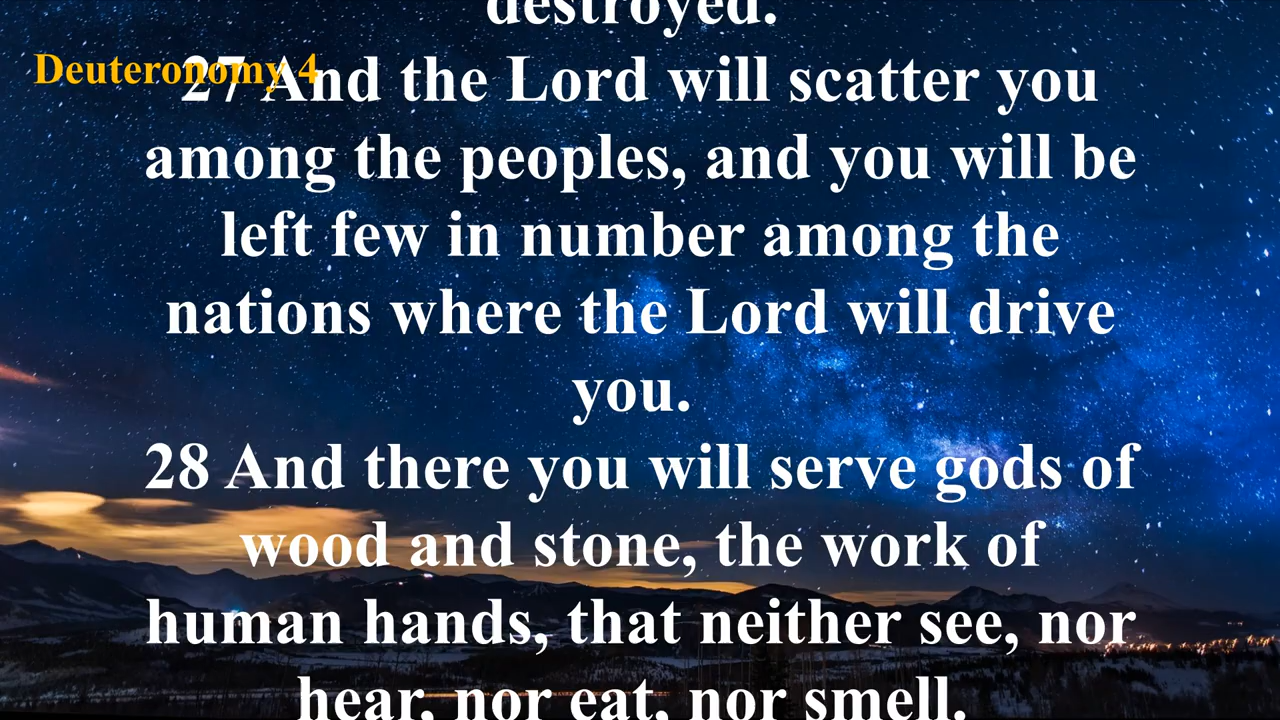 destroyed.
Deuteronomy 4
27 And the Lord will scatter you
among the peoples, and you will be
left few in number among the
nations where the Lord will drive
you.
28 And there you will serve gods of
wood and stone, the work of
human hands, that neither see, nor
hear, nor eat, nor smell.